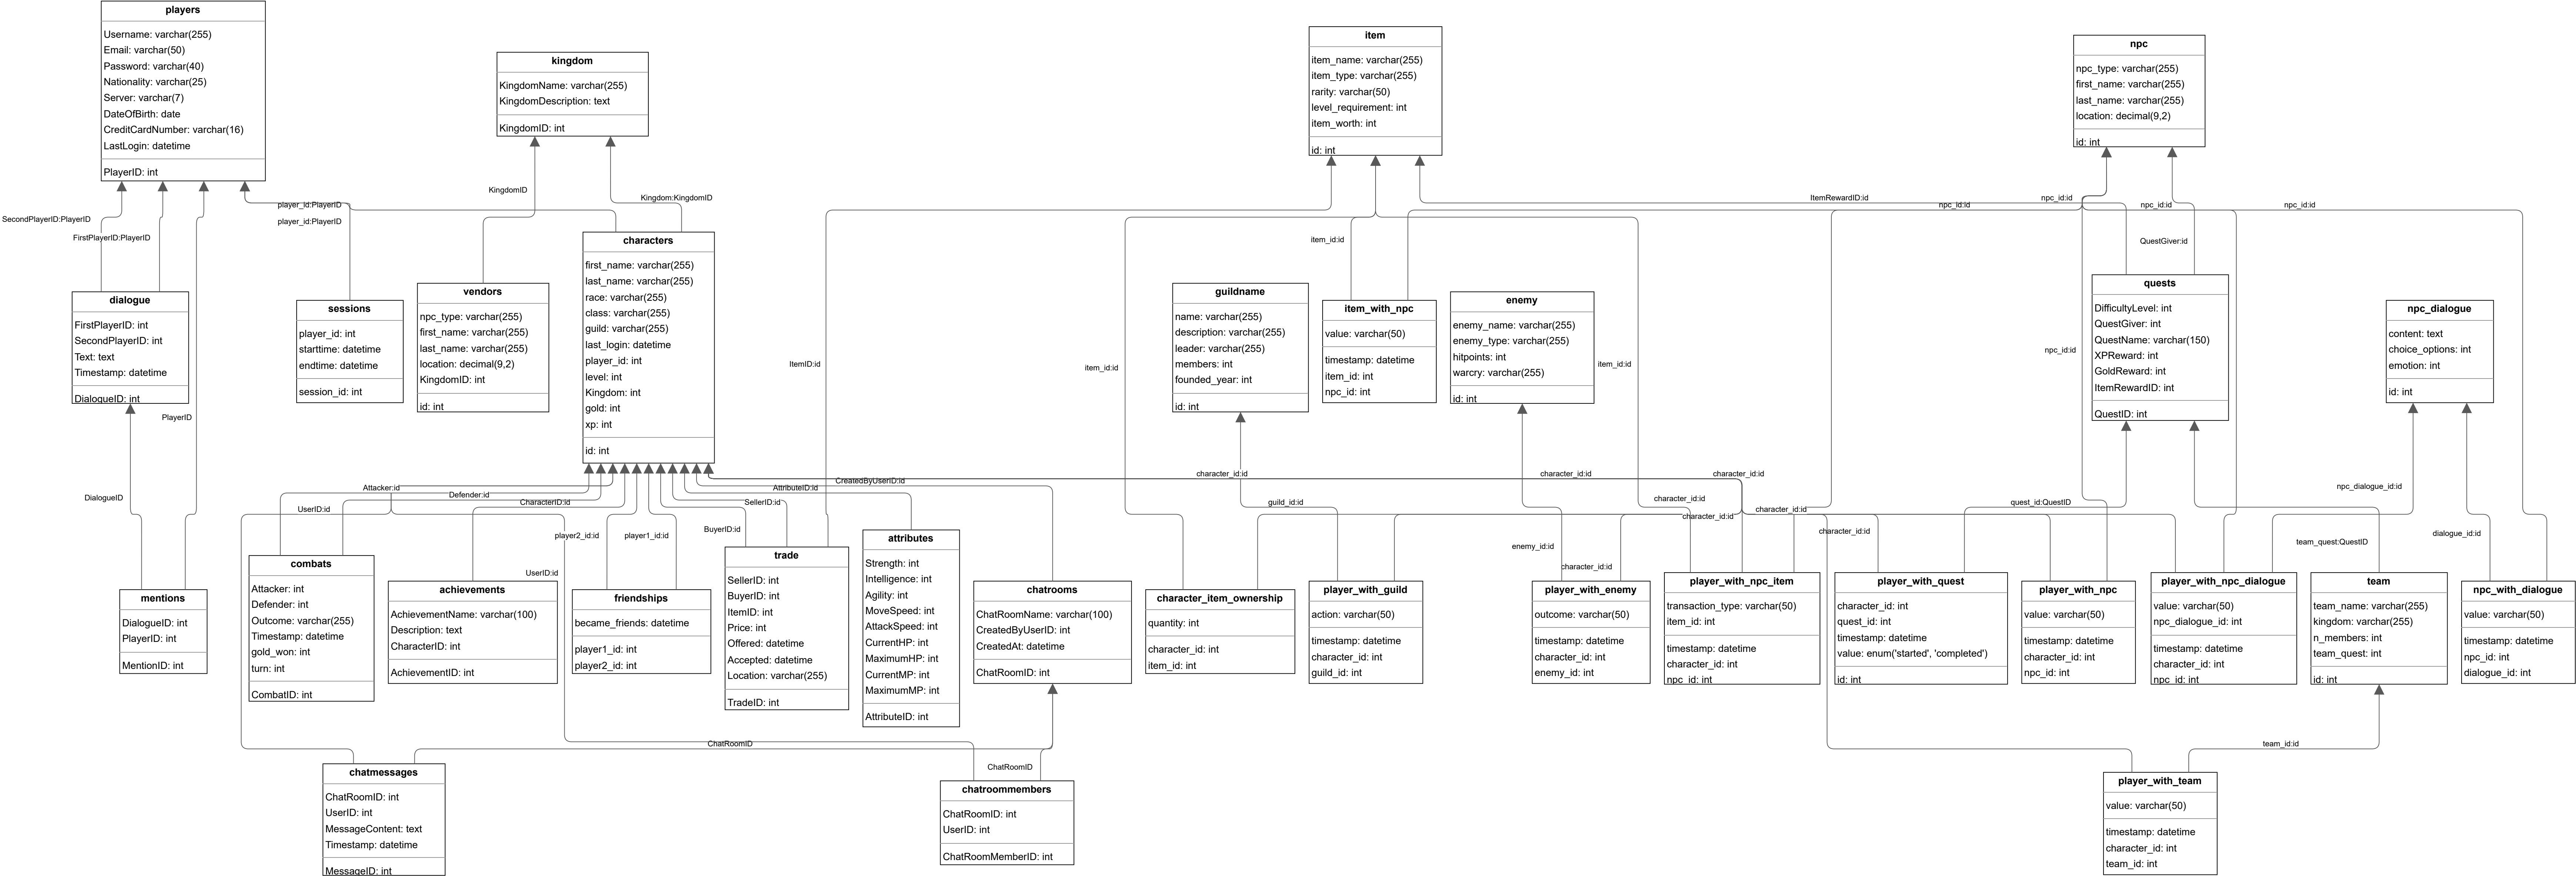 players
Username: varchar(255)
Email: varchar(50)
Password: varchar(40)
Nationality: varchar(25)
Server: varchar(7)
DateOfBirth: date
CreditCardNumber: varchar(16)
LastLogin: datetime
PlayerID: int
kingdom
KingdomName: varchar(255)
KingdomDescription: text
KingdomID: int
item
item_name: varchar(255)
item_type: varchar(255)
rarity: varchar(50)
level_requirement: int
item_worth: int
id: int
npc
npc_type: varchar(255)
first_name: varchar(255)
last_name: varchar(255)
location: decimal(9,2)
id: int
KingdomID
Kingdom:KingdomID
player_id:PlayerID
player_id:PlayerID
SecondPlayerID:PlayerID
FirstPlayerID:PlayerID
ItemRewardID:id
npc_id:id
npc_id:id
npc_id:id
npc_id:id
item_id:id
QuestGiver:id
dialogue
FirstPlayerID: int
SecondPlayerID: int
Text: text
Timestamp: datetime
DialogueID: int
sessions
player_id: int
starttime: datetime
endtime: datetime
session_id: int
vendors
npc_type: varchar(255)
first_name: varchar(255)
last_name: varchar(255)
location: decimal(9,2)
KingdomID: int
id: int
characters
first_name: varchar(255)
last_name: varchar(255)
race: varchar(255)
class: varchar(255)
guild: varchar(255)
last_login: datetime
player_id: int
level: int
Kingdom: int
gold: int
xp: int
id: int
guildname
name: varchar(255)
description: varchar(255)
leader: varchar(255)
members: int
founded_year: int
id: int
item_with_npc
value: varchar(50)
timestamp: datetime
item_id: int
npc_id: int
enemy
enemy_name: varchar(255)
enemy_type: varchar(255)
hitpoints: int
warcry: varchar(255)
id: int
quests
DifficultyLevel: int
QuestGiver: int
QuestName: varchar(150)
XPReward: int
GoldReward: int
ItemRewardID: int
QuestID: int
npc_dialogue
content: text
choice_options: int
emotion: int
id: int
ItemID:id
item_id:id
item_id:id
npc_id:id
PlayerID
DialogueID
Attacker:id
Defender:id
UserID:id
CharacterID:id
player2_id:id
player1_id:id
UserID:id
BuyerID:id
SellerID:id
AttributeID:id
CreatedByUserID:id
character_id:id
character_id:id
character_id:id
character_id:id
character_id:id
character_id:id
character_id:id
character_id:id
guild_id:id
enemy_id:id
quest_id:QuestID
team_quest:QuestID
npc_dialogue_id:id
dialogue_id:id
mentions
DialogueID: int
PlayerID: int
MentionID: int
combats
Attacker: int
Defender: int
Outcome: varchar(255)
Timestamp: datetime
gold_won: int
turn: int
CombatID: int
achievements
AchievementName: varchar(100)
Description: text
CharacterID: int
AchievementID: int
friendships
became_friends: datetime
player1_id: int
player2_id: int
trade
SellerID: int
BuyerID: int
ItemID: int
Price: int
Offered: datetime
Accepted: datetime
Location: varchar(255)
TradeID: int
attributes
Strength: int
Intelligence: int
Agility: int
MoveSpeed: int
AttackSpeed: int
CurrentHP: int
MaximumHP: int
CurrentMP: int
MaximumMP: int
AttributeID: int
chatrooms
ChatRoomName: varchar(100)
CreatedByUserID: int
CreatedAt: datetime
ChatRoomID: int
character_item_ownership
quantity: int
character_id: int
item_id: int
player_with_guild
action: varchar(50)
timestamp: datetime
character_id: int
guild_id: int
player_with_enemy
outcome: varchar(50)
timestamp: datetime
character_id: int
enemy_id: int
player_with_npc_item
transaction_type: varchar(50)
item_id: int
timestamp: datetime
character_id: int
npc_id: int
player_with_quest
character_id: int
quest_id: int
timestamp: datetime
value: enum('started', 'completed')
id: int
player_with_npc
value: varchar(50)
timestamp: datetime
character_id: int
npc_id: int
player_with_npc_dialogue
value: varchar(50)
npc_dialogue_id: int
timestamp: datetime
character_id: int
npc_id: int
team
team_name: varchar(255)
kingdom: varchar(255)
n_members: int
team_quest: int
id: int
npc_with_dialogue
value: varchar(50)
timestamp: datetime
npc_id: int
dialogue_id: int
ChatRoomID
ChatRoomID
team_id:id
chatmessages
ChatRoomID: int
UserID: int
MessageContent: text
Timestamp: datetime
MessageID: int
chatroommembers
ChatRoomID: int
UserID: int
ChatRoomMemberID: int
player_with_team
value: varchar(50)
timestamp: datetime
character_id: int
team_id: int